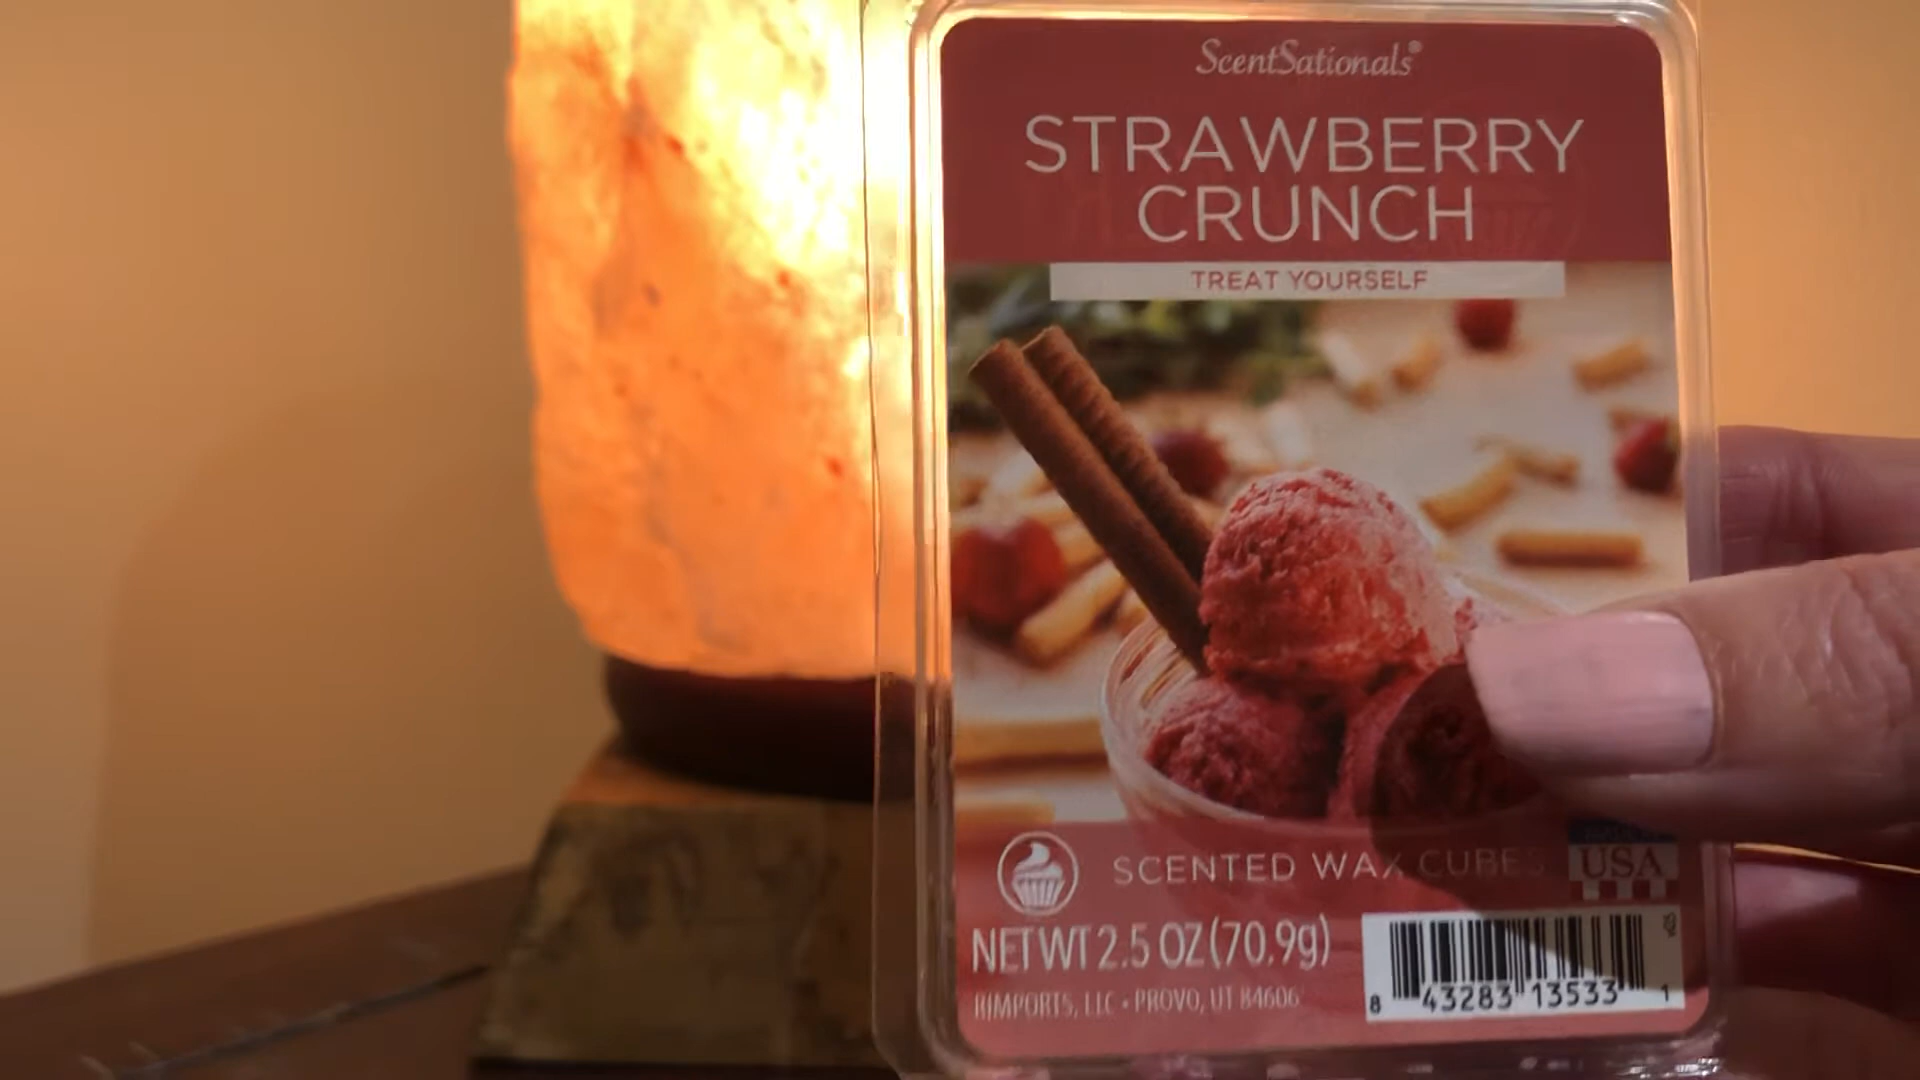 ScentSationals®
STRAWBERRY
CRUNCH
TREAT YOURSELF
SCENTED WAX CUBES
USA
NET WT 2.5 OZ (70.9g)
RIMPORTS, LLC • PROVO, UT 84606
8 43283 13533 1